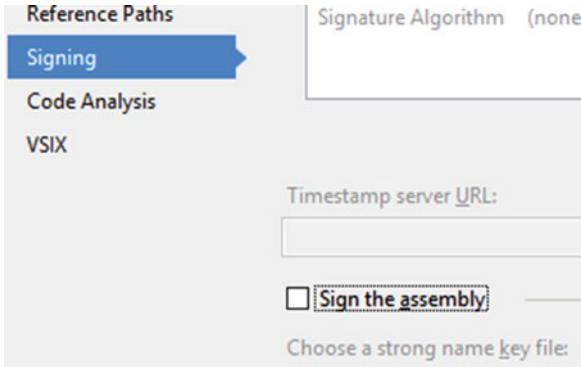 Reference Paths
Signing
Code Analysis
VSIX
Signature Algorithm (none
Timestamp server URL:
Sign the assembly
Choose a strong name key file: